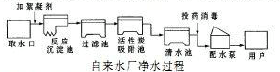 加絮凝剂
投药消毒
取水口
反应
沉淀池
过滤池
活性炭
吸附池
清水池
配水泵
用户
自来水厂净水过程